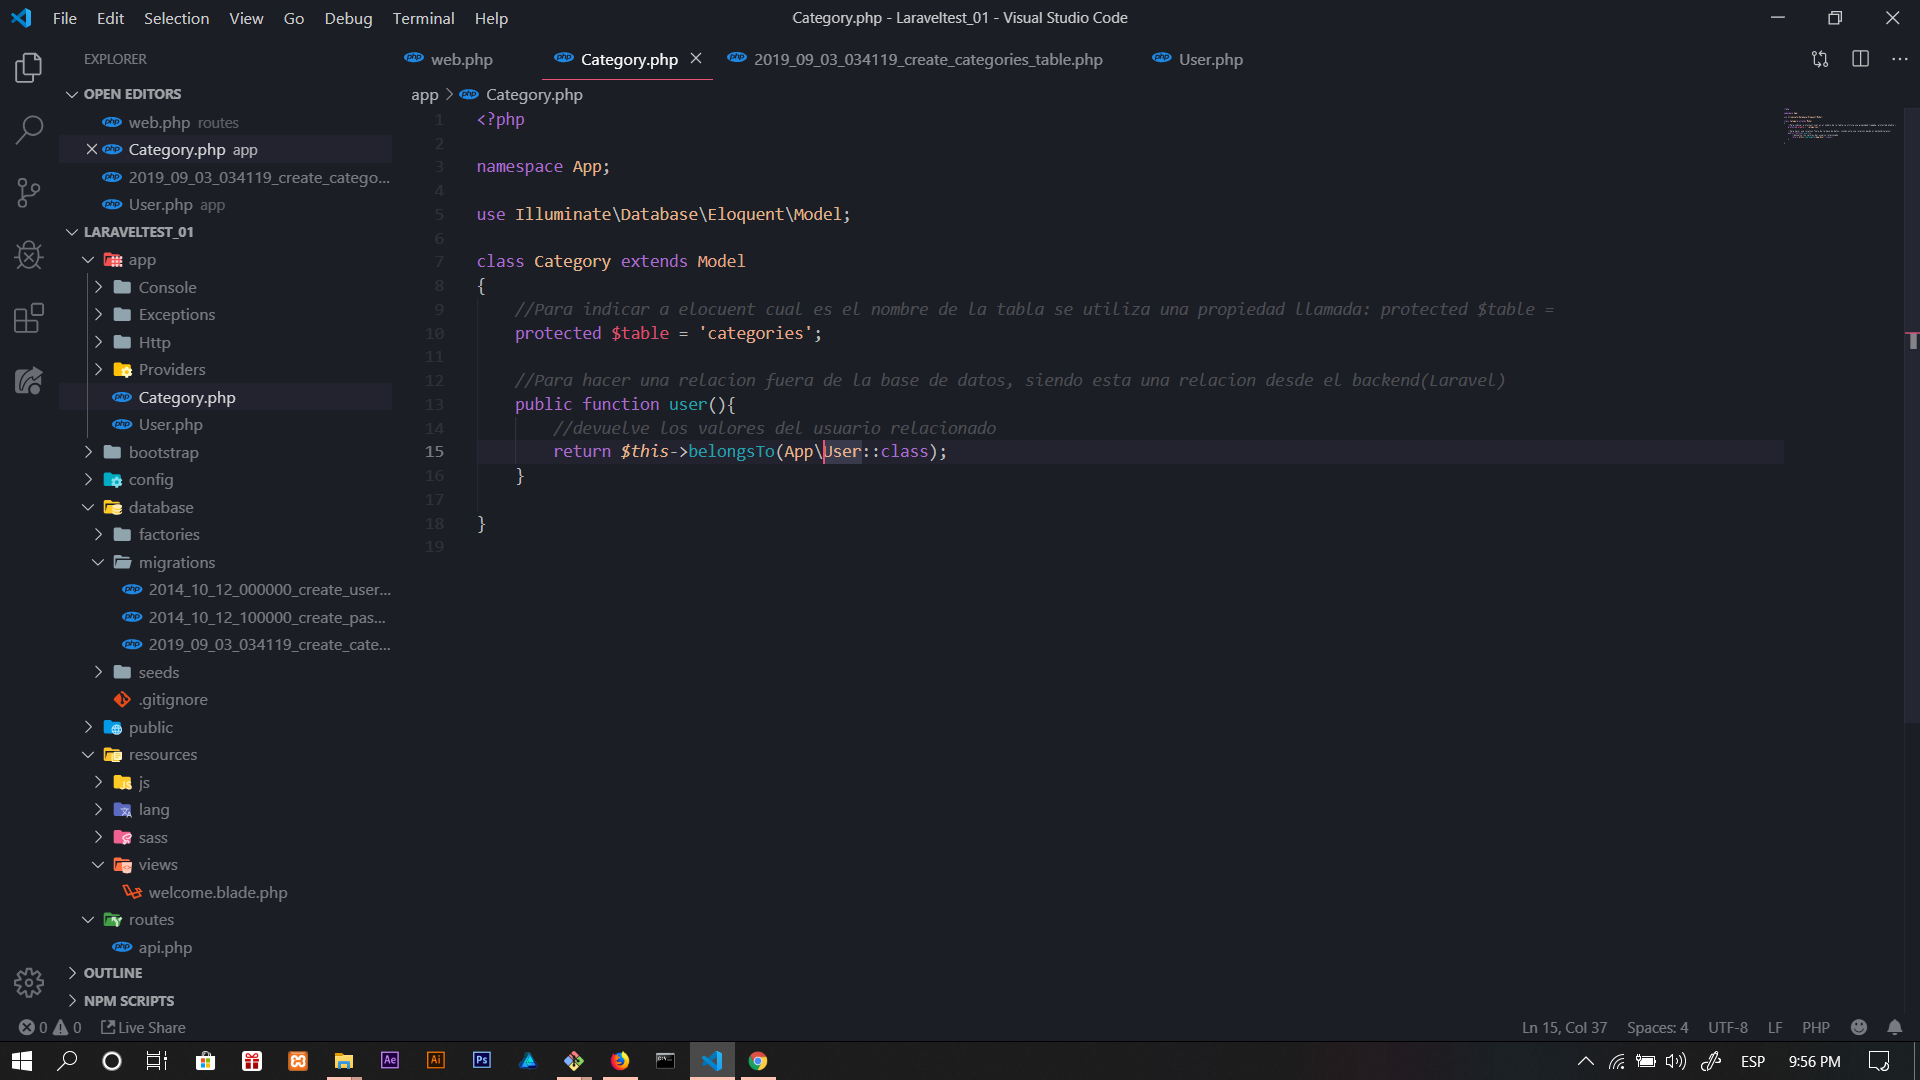 File Edit Selection View Go Debug Terminal Help
Category.php - Laraveltest_01 - Visual Studio Code
EXPLORER
web.php
Category.php
2019_09_03_034119_create_categories_table.php
User.php
OPEN EDITORS
web.php routes
Category.php app
2019_09_03_034119_create_catego...
User.php app
LARAVELTEST_01
app
Console
Exceptions
Http
Providers
Category.php
User.php
bootstrap
config
database
factories
migrations
2014_10_12_000000_create_user...
2014_10_12_100000_create_pas...
2019_09_03_034119_create_cate...
seeds
.gitignore
public
resources
js
lang
sass
views
welcome.blade.php
routes
api.php
OUTLINE
NPM SCRIPTS
app > Category.php
1 <?php
2
3 namespace App;
4
5 use Illuminate\Database\Eloquent\Model;
6
7 class Category extends Model
8 {
9 //Para indicar a elocuent cual es el nombre de la tabla se utiliza una propiedad llamada: protected $table =
10 protected $table = 'categories';
11
12 //Para hacer una relacion fuera de la base de datos, siendo esta una relacion desde el backend(Laravel)
13 public function user(){
14 //devuelve los valores del usuario relacionado
15 return $this->belongsTo(App\User::class);
16 }
17
18 }
19
0 0 Live Share
Ln 15, Col 37 Spaces: 4 UTF-8 LF PHP
Ae Ai Ps
ESP 9:56 PM